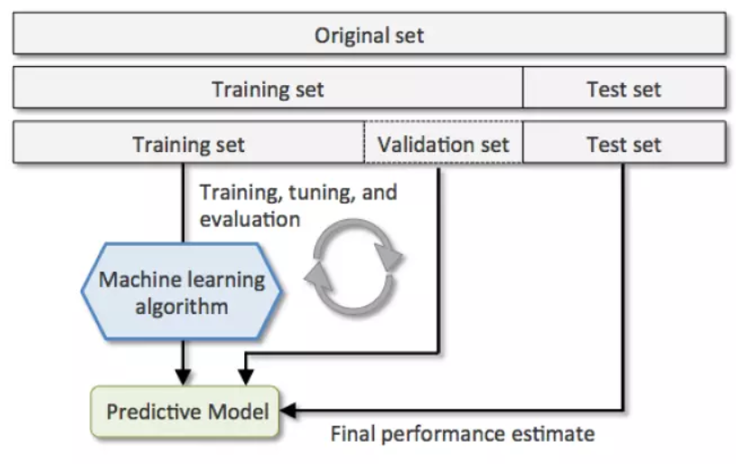 Original set
Training set
Test set
Training set
Validation set
Test set
Training, tuning, and
evaluation
Machine learning
algorithm
Predictive Model
Final performance estimate